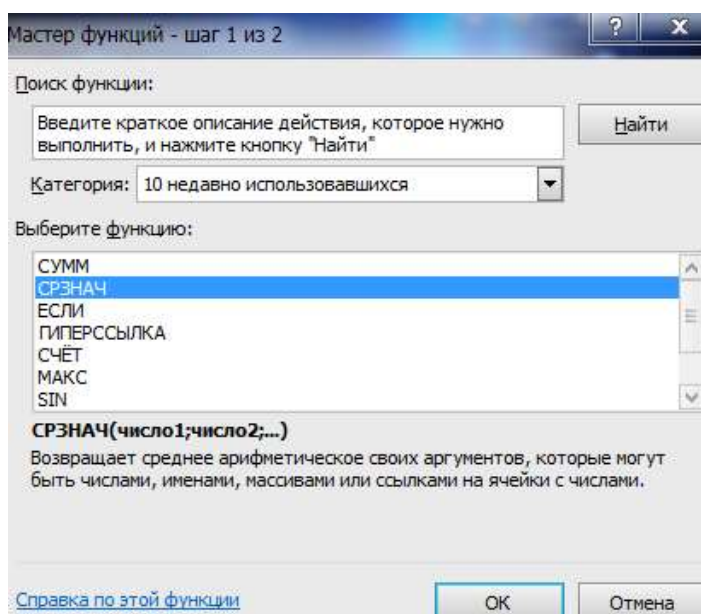 Мастер функций - шаг 1 из 2
Поиск функции:
Введите краткое описание действия, которое нужно
выполнить, и нажмите кнопку "Найти"
Найти
Категория: 10 недавно использовавшихся
Выберите функцию:
СУММ
СРЗНАЧ
ЕСЛИ
ГИПЕРССЫЛКА
СЧЁТ
МАКС
SIN
СРЗНАЧ(число1;число2;...)
Возвращает среднее арифметическое своих аргументов, которые могут
быть числами, именами, массивами или ссылками на ячейки с числами.
Справка по этой функции
ОК
Отмена